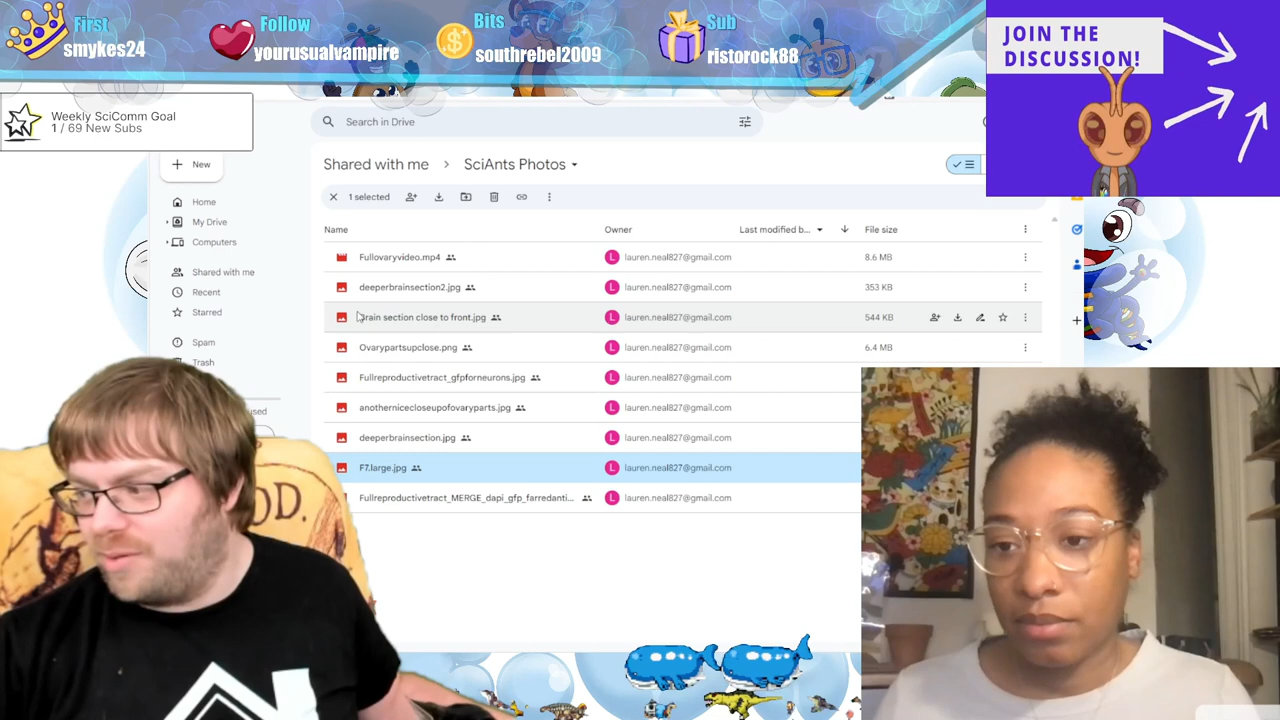 First
smykes24
Follow
yourusualvampire
Bits
southrebel2009
Sub
ristorock88
JOIN THE
DISCUSSION!
Weekly SciComm Goal
1 / 69 New Subs
Search in Drive
New
Shared with me > SciAnts Photos
1 selected
Home
My Drive
Computers
Shared with me
Recent
Starred
Spam
Trash
used
Name Owner Last modified b... File size
Fullovaryvideo.mp4 L lauren.neal827@gmail.com 8.6 MB
deeperbrainsection2.jpg L lauren.neal827@gmail.com 353 KB
Brain section close to front.jpg L lauren.neal827@gmail.com 544 KB
Ovarypartsupclose.png L lauren.neal827@gmail.com 6.4 MB
Fullreproductivetract_gfpforneurons.jpg L lauren.neal827@gmail.com
anothernicecloseupofovaryparts.jpg L lauren.neal827@gmail.com
deeperbrainsection.jpg L lauren.neal827@gmail.com
F7.large.jpg L lauren.neal827@gmail.com
Fullreproductivetract_MERGE_dapi_gfp_farredanti... L lauren.neal827@gmail.com
OD.